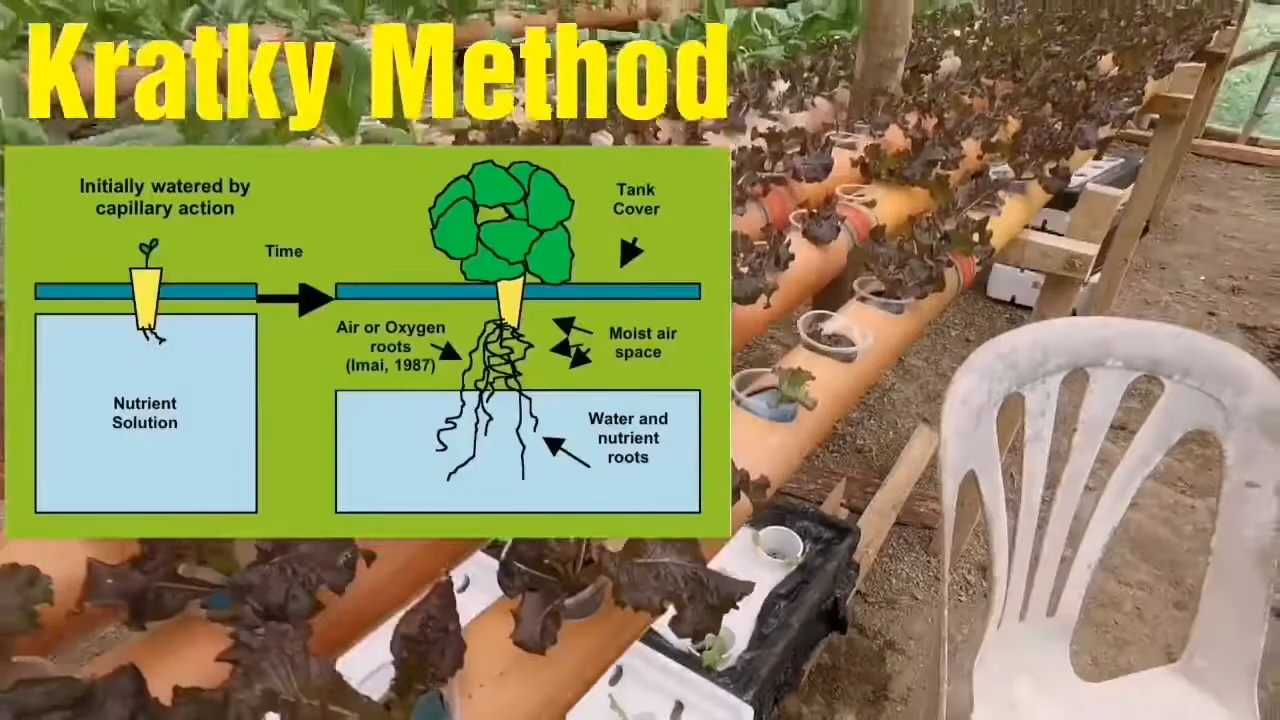 Kratky Method
Initially watered by
capillary action
Time
Tank
Cover
Air or Oxygen
roots
(Imai, 1987)
Moist air
space
Nutrient
Solution
Water and
nutrient
roots